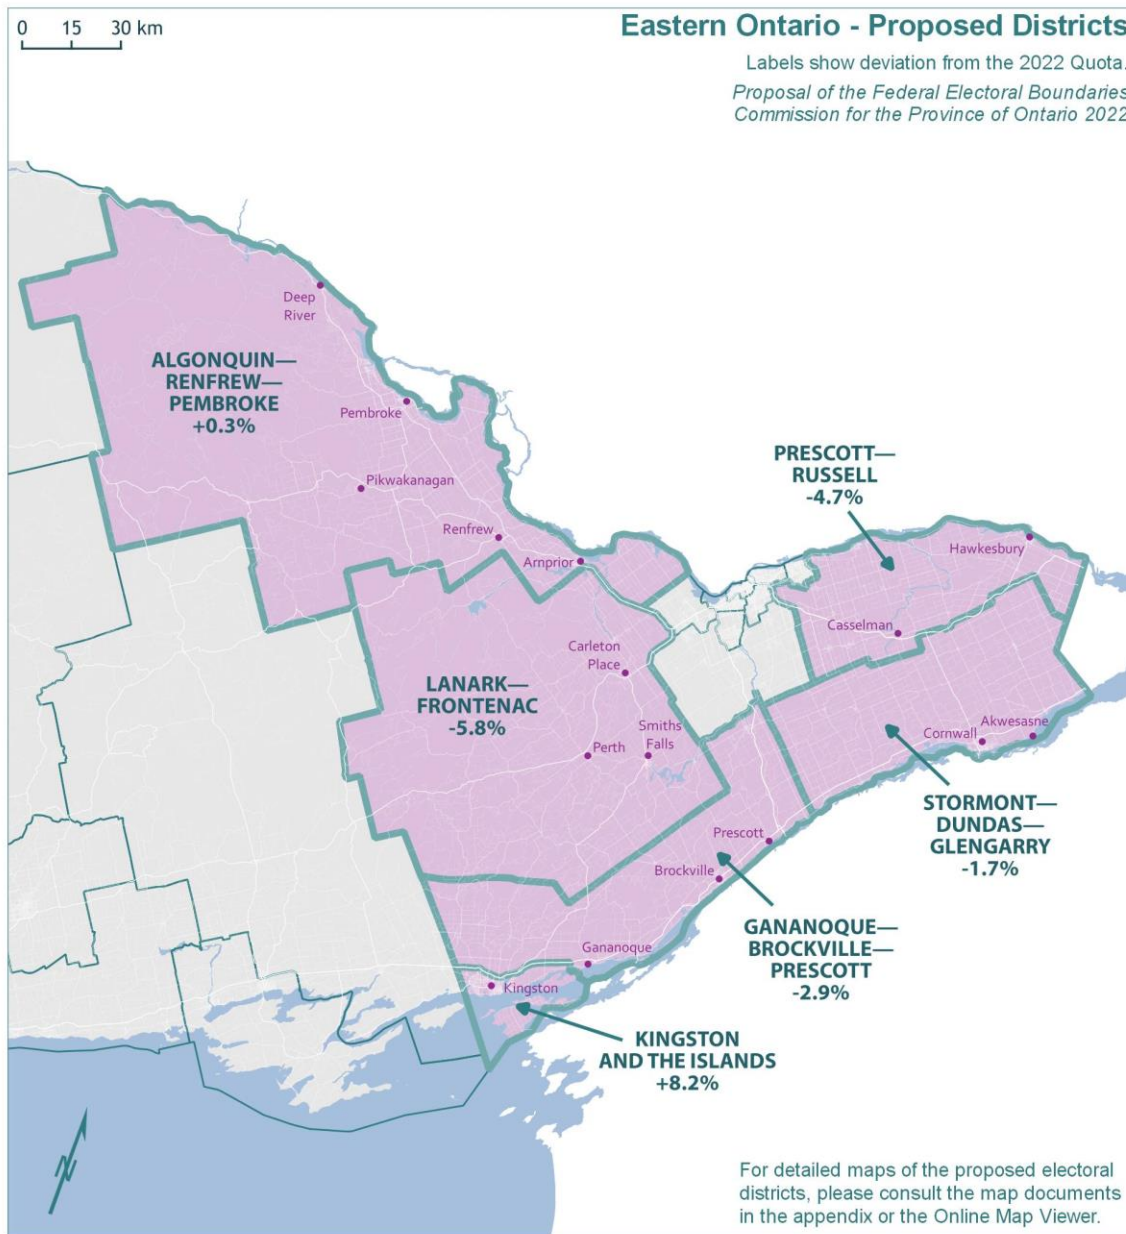 0 15 30 km
Eastern Ontario - Proposed Districts
Labels show deviation from the 2022 Quota.
Proposal of the Federal Electoral Boundaries
Commission for the Province of Ontario 2022
Deep
River
ALGONQUIN—
RENFREW—
PEMBROKE
+0.3%
Pembroke
Pikwakanagan
Renfrew
Arnprior
PRESCOTT—
RUSSELL
-4.7%
Hawkesbury
Casselman
Carleton
Place
LANARK—
FRONTENAC
-5.8%
Smiths
Falls
Perth
Akwesasne
Cornwall
STORMONT—
DUNDAS—
GLENGARRY
-1.7%
Prescott
Brockville
GANANOQUE—
BROCKVILLE—
PRESCOTT
-2.9%
Gananoque
Kingston
KINGSTON
AND THE ISLANDS
+8.2%
N
For detailed maps of the proposed electoral
districts, please consult the map documents
in the appendix or the Online Map Viewer.